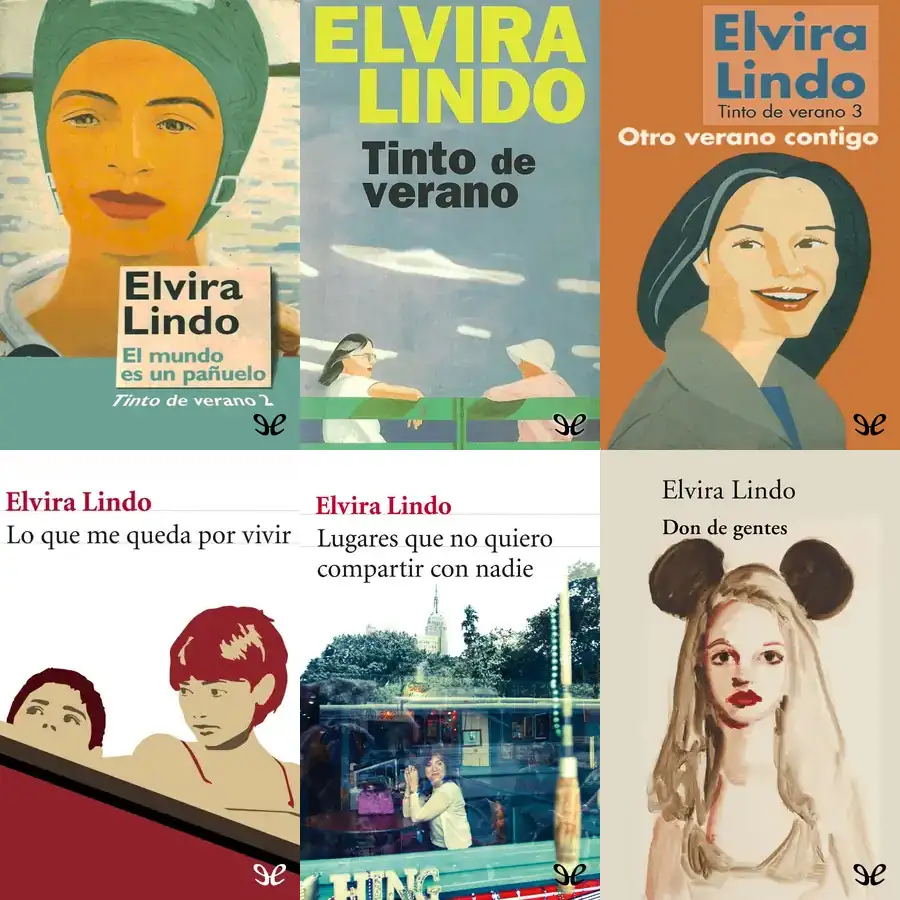 Elvira
Lindo
El mundo
es un pañuelo
Tinto de verano 2
ELVIRA
LINDO
Tinto de
verano
Elvira
Lindo
Tinto de verano 3
Otro verano contigo
Elvira Lindo
Lo que me queda por vivir
Elvira Lindo
Lugares que no quiero
compartir con nadie
HING
Elvira Lindo
Don de gentes